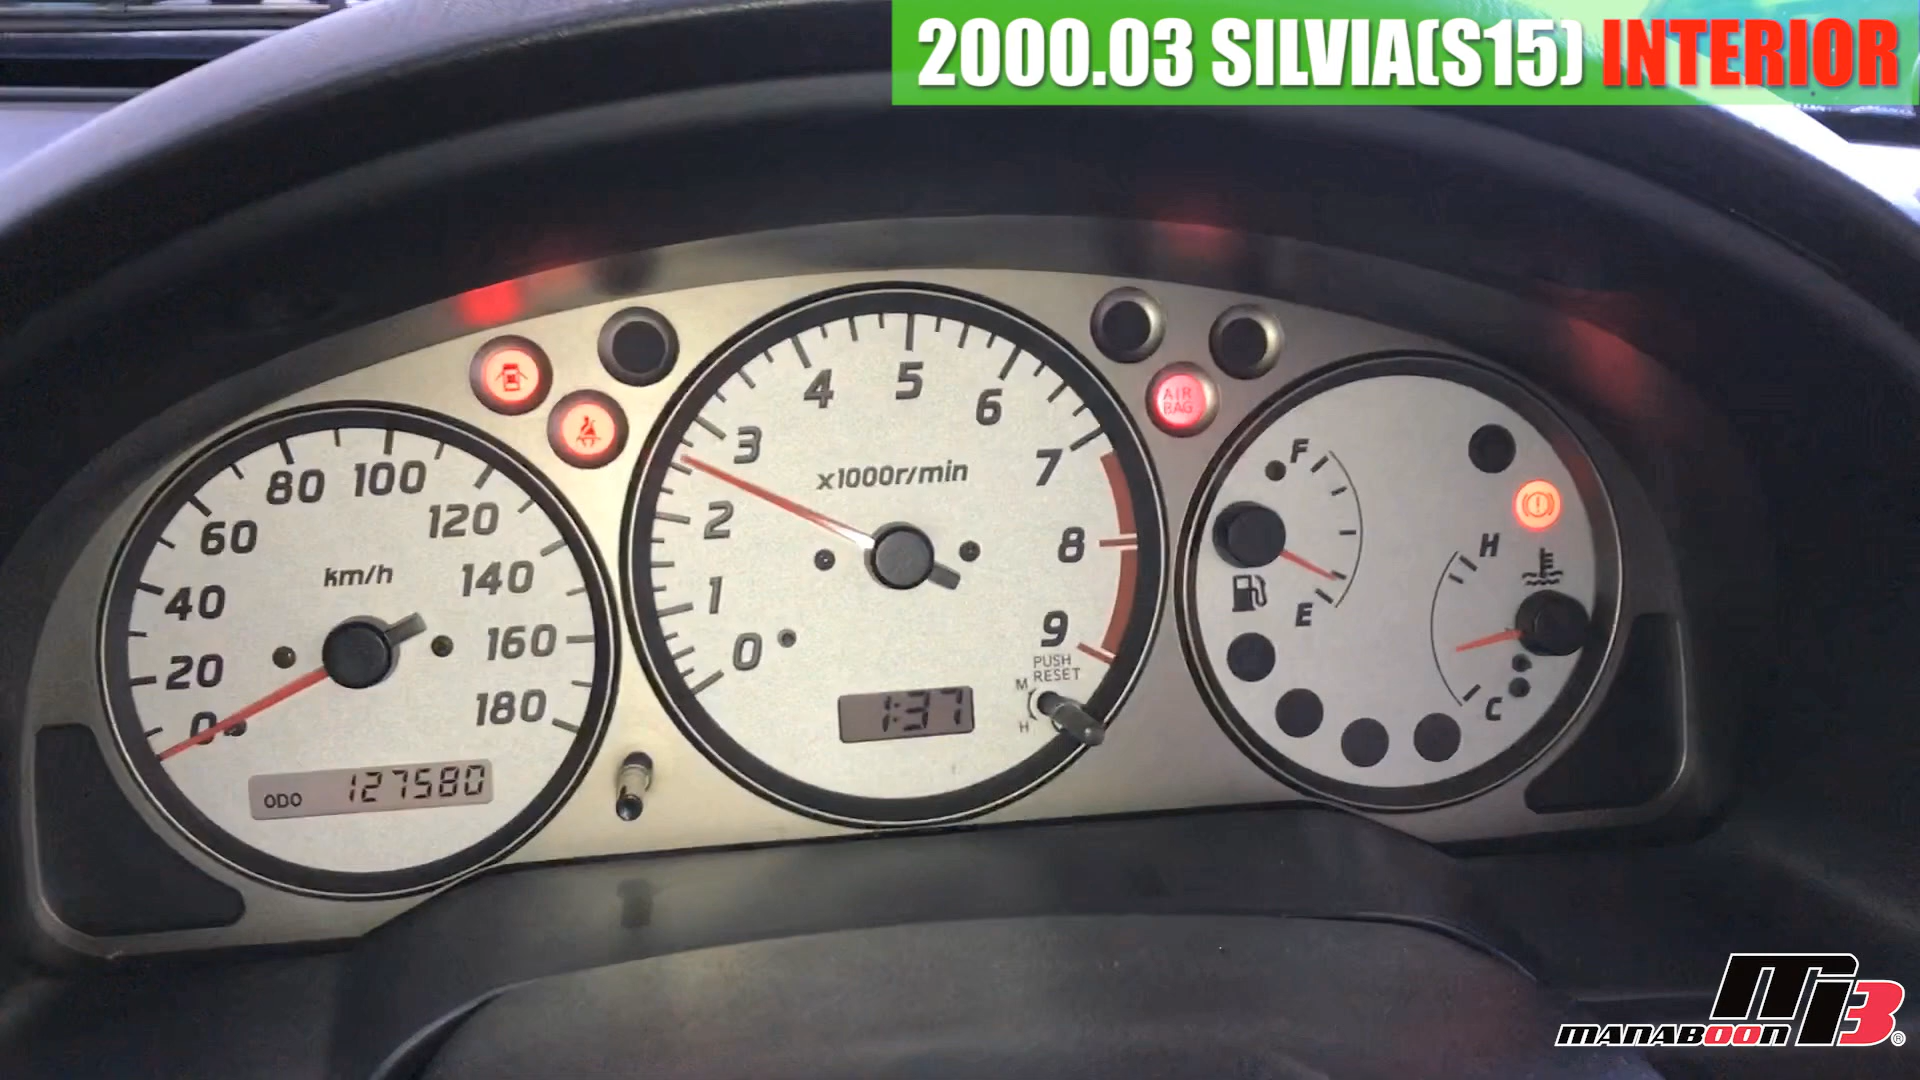 2000.03 SILVIA(S15) INTERIOR
0
20
40
60
80
100
120
140
160
180
km/h
ODO 127580
0
1
2
3
4
5
6
7
8
9
x1000r/min
1:37
PUSH
RESET
M
H
AIR
BAG
F
E
H
C
MANABOON
m13®